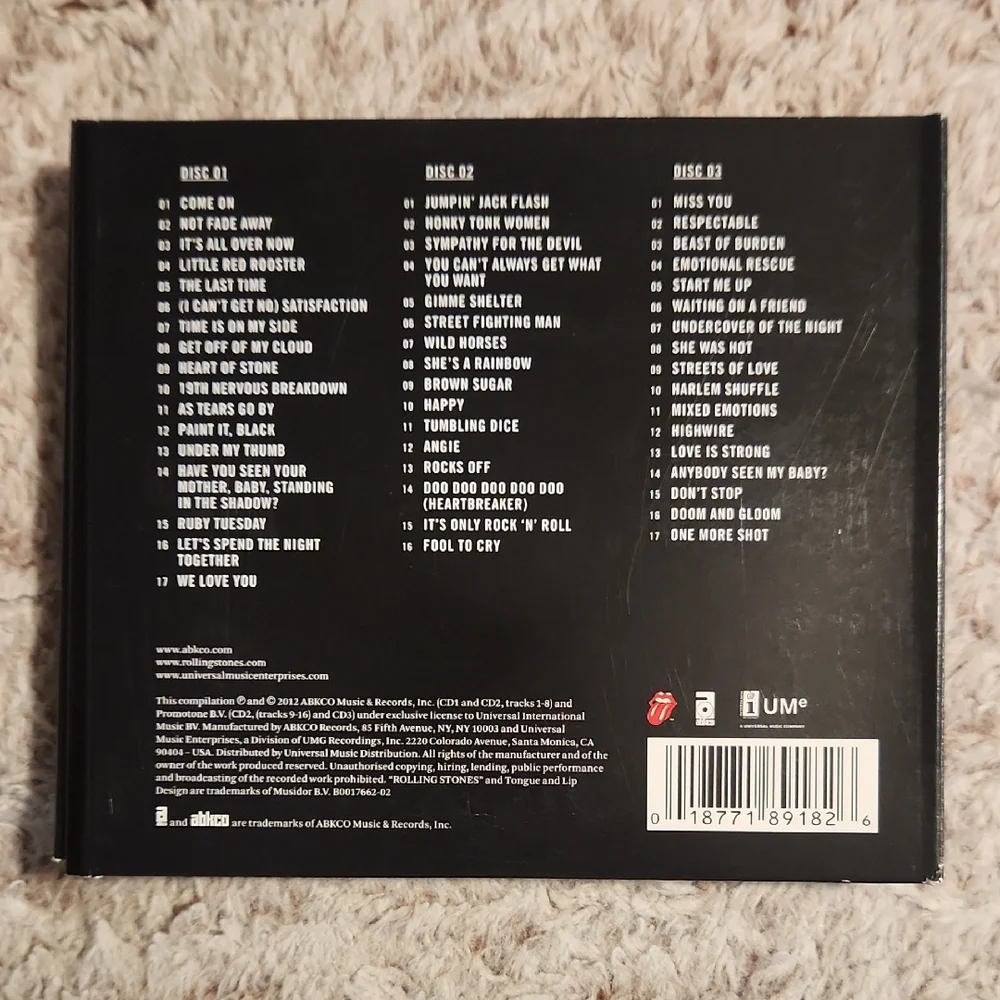 DISC 01
01 COME ON
02 NOT FADE AWAY
03 IT'S ALL OVER NOW
04 LITTLE RED ROOSTER
05 THE LAST TIME
06 (I CAN'T GET NO) SATISFACTION
07 TIME IS ON MY SIDE
08 GET OFF OF MY CLOUD
09 HEART OF STONE
10 19TH NERVOUS BREAKDOWN
11 AS TEARS GO BY
12 PAINT IT, BLACK
13 UNDER MY THUMB
14 HAVE YOU SEEN YOUR
MOTHER, BABY, STANDING
IN THE SHADOW?
15 RUBY TUESDAY
16 LET'S SPEND THE NIGHT
TOGETHER
17 WE LOVE YOU
DISC 02
01 JUMPIN' JACK FLASH
02 HONKY TONK WOMEN
03 SYMPATHY FOR THE DEVIL
04 YOU CAN'T ALWAYS GET WHAT
YOU WANT
05 GIMME SHELTER
06 STREET FIGHTING MAN
07 WILD HORSES
08 SHE'S A RAINBOW
09 BROWN SUGAR
10 HAPPY
11 TUMBLING DICE
12 ANGIE
13 ROCKS OFF
14 DOO DOO DOO DOO DOO
(HEARTBREAKER)
15 IT'S ONLY ROCK 'N' ROLL
16 FOOL TO CRY
DISC 03
01 MISS YOU
02 RESPECTABLE
03 BEAST OF BURDEN
04 EMOTIONAL RESCUE
05 START ME UP
06 WAITING ON A FRIEND
07 UNDERCOVER OF THE NIGHT
08 SHE WAS HOT
09 STREETS OF LOVE
10 HARLEM SHUFFLE
11 MIXED EMOTIONS
12 HIGHWIRE
13 LOVE IS STRONG
14 ANYBODY SEEN MY BABY?
15 DON'T STOP
16 DOOM AND GLOOM
17 ONE MORE SHOT
www.abkco.com
www.rollingstones.com
www.universalmusicenterprises.com
This compilation ℗ and © 2012 ABKCO Music & Records, Inc. (CD1 and CD2, tracks 1-8) and
Promotone B.V. (CD2, (tracks 9-16) and CD3) under exclusive license to Universal International
Music BV. Manufactured by ABKCO Records, 85 Fifth Avenue, NY, NY 10003 and Universal
Music Enterprises, a Division of UMG Recordings, Inc. 2220 Colorado Avenue, Santa Monica, CA
90404 – USA. Distributed by Universal Music Distribution. All rights of the manufacturer and of the
owner of the work produced reserved. Unauthorised copying, hiring, lending, public performance
and broadcasting of the recorded work prohibited. "ROLLING STONES" and Tongue and Lip
Design are trademarks of Musidor B.V. B0017662-02
a and abkco are trademarks of ABKCO Music & Records, Inc.
a abkco
UMe
A UNIVERSAL MUSIC COMPANY
0 18771 89182 6